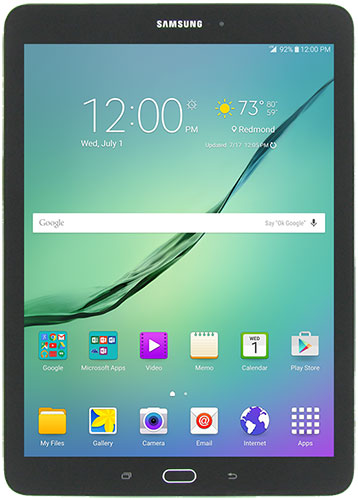 SAMSUNG
92% 12:00 PM
12:00 PM
Wed, July 1
73° 80° 59°
Redmond
Updated 7/17 12:05 PM
Google Say "Ok Google"
WED 1
Google Microsoft Apps Video Memo Calendar Play Store
My Files Gallery Camera Email Internet Apps